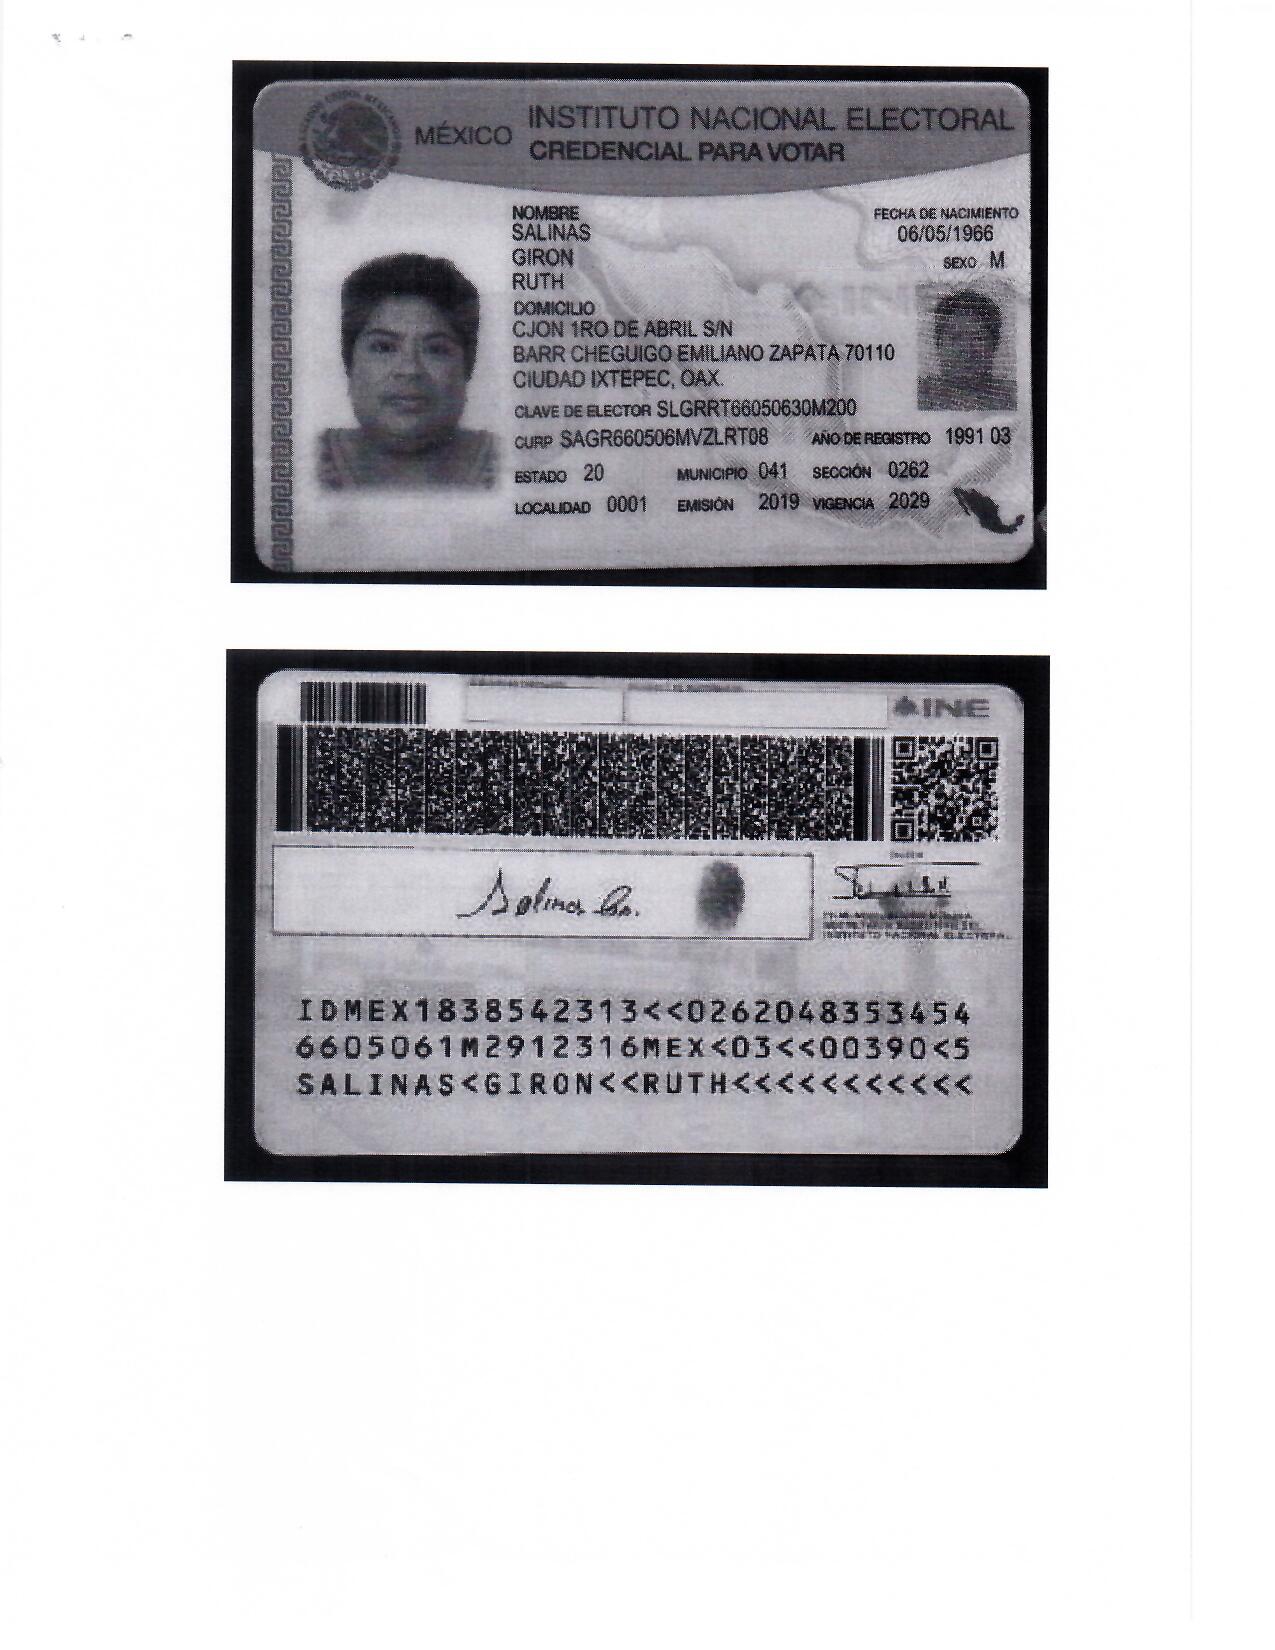 MÉXICO INSTITUTO NACIONAL ELECTORAL
CREDENCIAL PARA VOTAR
NOMBRE
SALINAS
GIRON
RUTH
FECHA DE NACIMIENTO
06/05/1966
SEXO M
DOMICILIO
CJON 1RO DE ABRIL S/N
BARR CHEGUIGO EMILIANO ZAPATA 70110
CIUDAD IXTEPEC, OAX.
CLAVE DE ELECTOR SLGRRT66050630M200
CURP SAGR660506MVZLRT08 AÑO DE REGISTRO 1991 03
ESTADO 20 MUNICIPIO 041 SECCIÓN 0262
LOCALIDAD 0001 EMISIÓN 2019 VIGENCIA 2029
INE
Salinas Gn.
INSTITUTO NACIONAL ELECTORAL
IDMEX1838542313<<0262048353454
6605061M2912316MEX<03<<00390<5
SALINAS<GIRON<<RUTH<<<<<<<<<<<